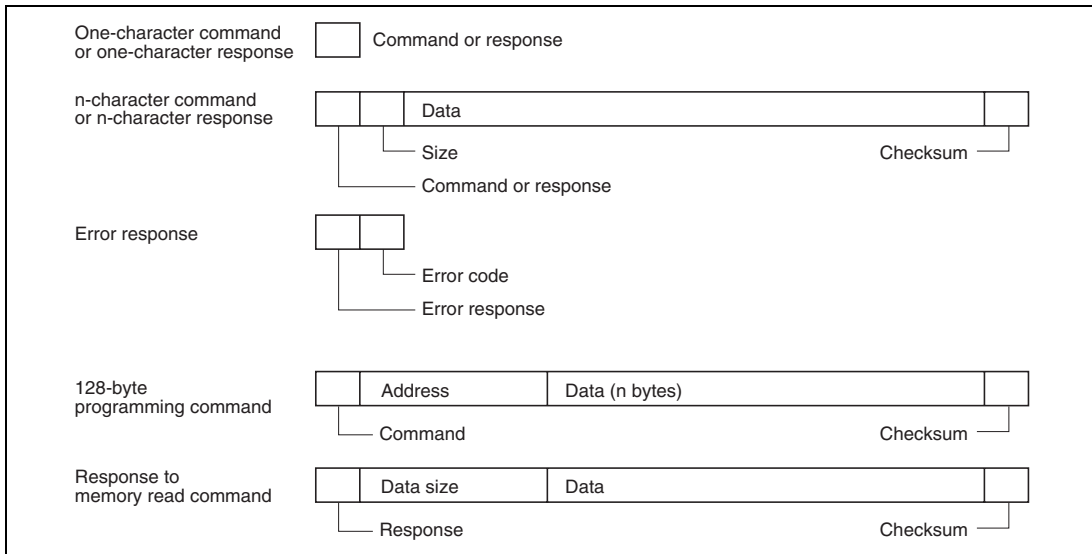 One-character command
or one-character response
Command or response
n-character command
or n-character response
Data
Size
Checksum
Command or response
Error response
Error code
Error response
128-byte
programming command
Address
Data (n bytes)
Command
Checksum
Response to
memory read command
Data size
Data
Response
Checksum